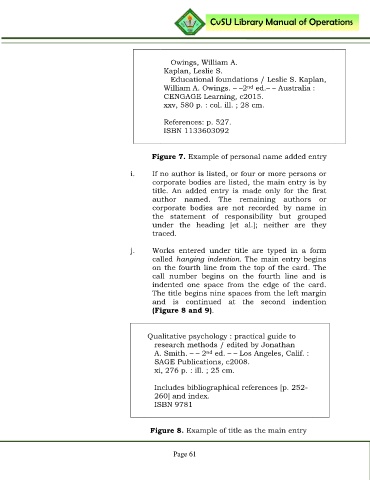 CvSU Library Manual of Operations
Owings, William A.
Kaplan, Leslie S.
Educational foundations / Leslie S. Kaplan,
William A. Owings. – –2nd ed.– – Australia :
CENGAGE Learning, c2015.
xxv, 580 p. : col. ill. ; 28 cm.
References: p. 527.
ISBN 1133603092
Figure 7. Example of personal name added entry
i. If no author is listed, or four or more persons or
corporate bodies are listed, the main entry is by
title. An added entry is made only for the first
author named. The remaining authors or
corporate bodies are not recorded by name in
the statement of responsibility but grouped
under the heading [et al.]; neither are they
traced.
j. Works entered under title are typed in a form
called hanging indention. The main entry begins
on the fourth line from the top of the card. The
call number begins on the fourth line and is
indented one space from the edge of the card.
The title begins nine spaces from the left margin
and is continued at the second indention
(Figure 8 and 9).
Qualitative psychology : practical guide to
research methods / edited by Jonathan
A. Smith. – – 2nd ed. – – Los Angeles, Calif. :
SAGE Publications, c2008.
xi, 276 p. : ill. ; 25 cm.
Includes bibliographical references [p. 252-
260] and index.
ISBN 9781
Figure 8. Example of title as the main entry
Page 61